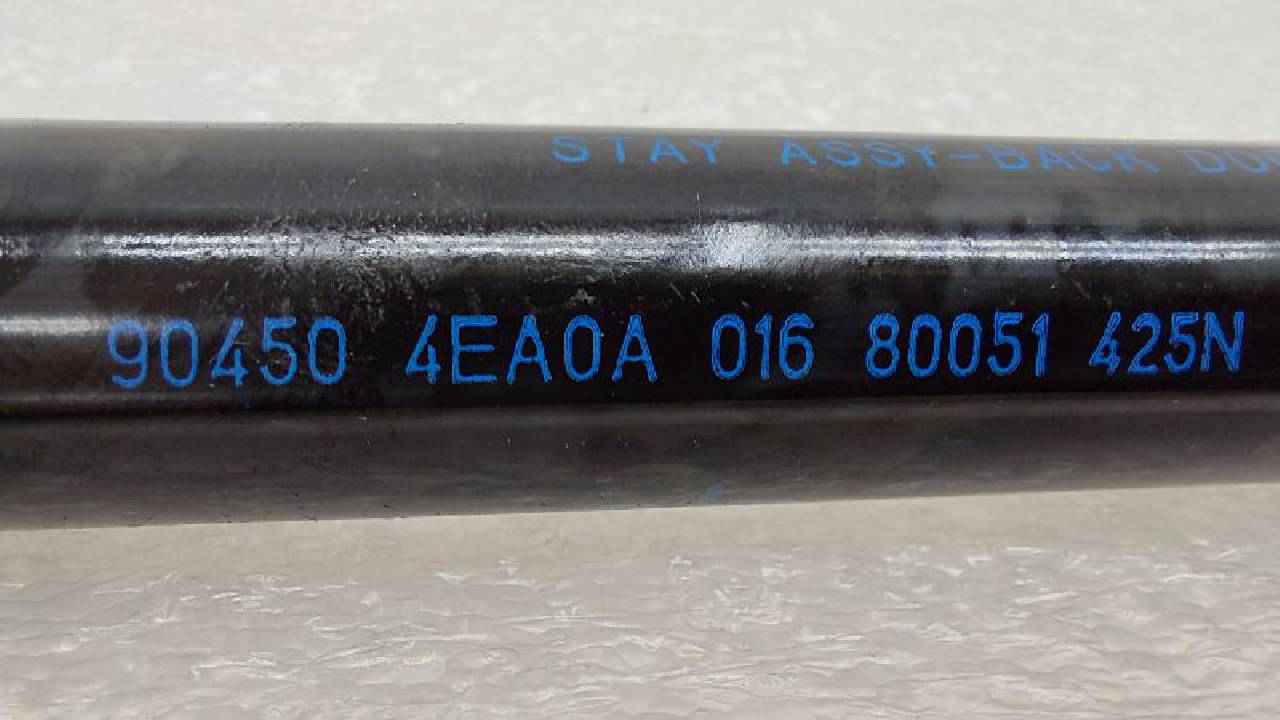 STAY ASSY-BACK
90450 4EA0A 016 80051 425N